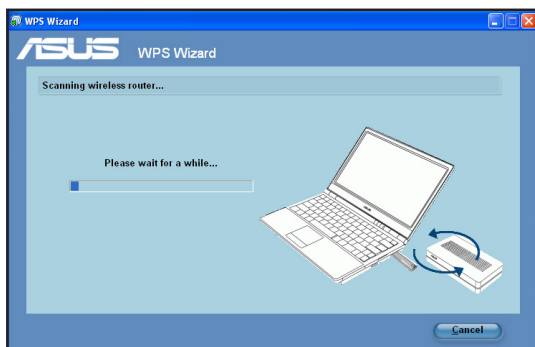 WPS Wizard
ASUS WPS Wizard
Scanning wireless router...
Please wait for a while...
Cancel